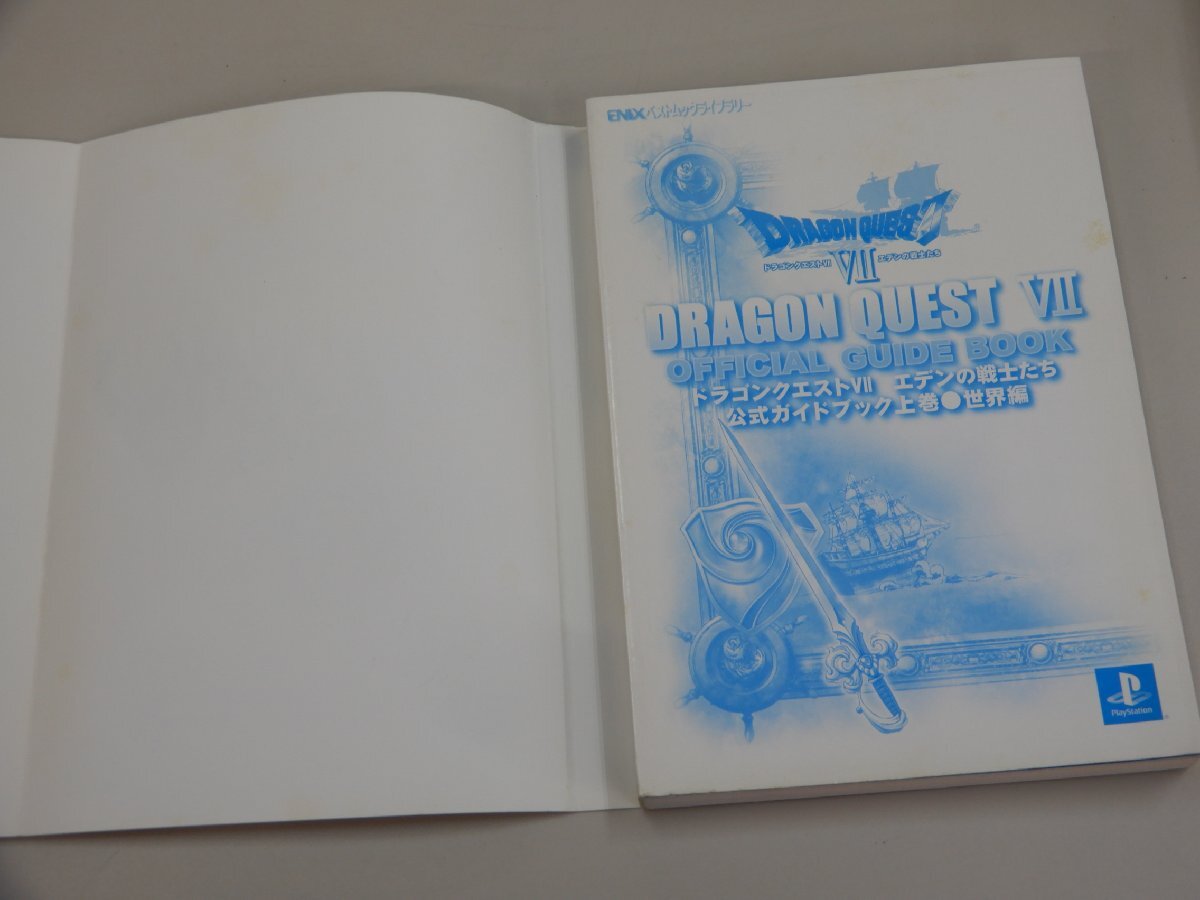 ENIXベストムックライブラリー
DRAGON QUEST
ドラゴンクエストVII VII エデンの戦士たち
DRAGON QUEST VII
OFFICIAL GUIDE BOOK
ドラゴンクエストVII エデンの戦士たち
公式ガイドブック上巻●世界編
PlayStation